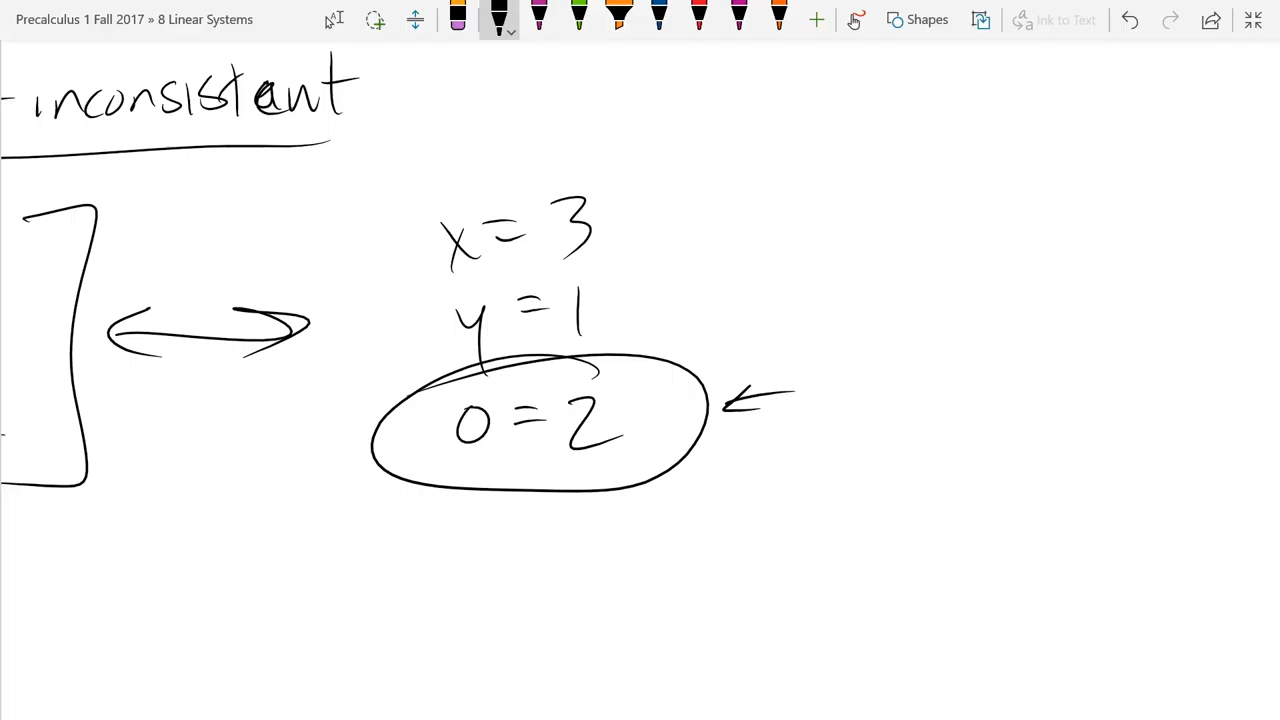 Precalculus 1 Fall 2017 » 8 Linear Systems
Shapes
Ink to Text
- inconsistant
x = 3
y = 1
0 = 2